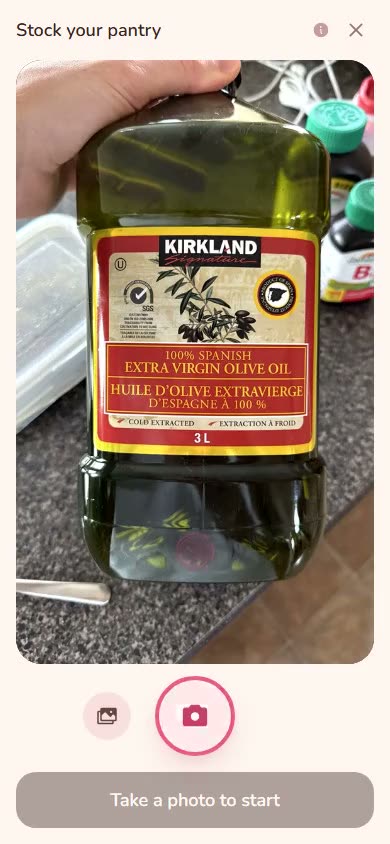 Stock your pantry
KIRKLAND
Signature
SGS
100% SPANISH
EXTRA VIRGIN OLIVE OIL
HUILE D'OLIVE EXTRAVIERGE
D'ESPAGNE À 100 %
COLD EXTRACTED EXTRACTION À FROID
3 L
B
Take a photo to start